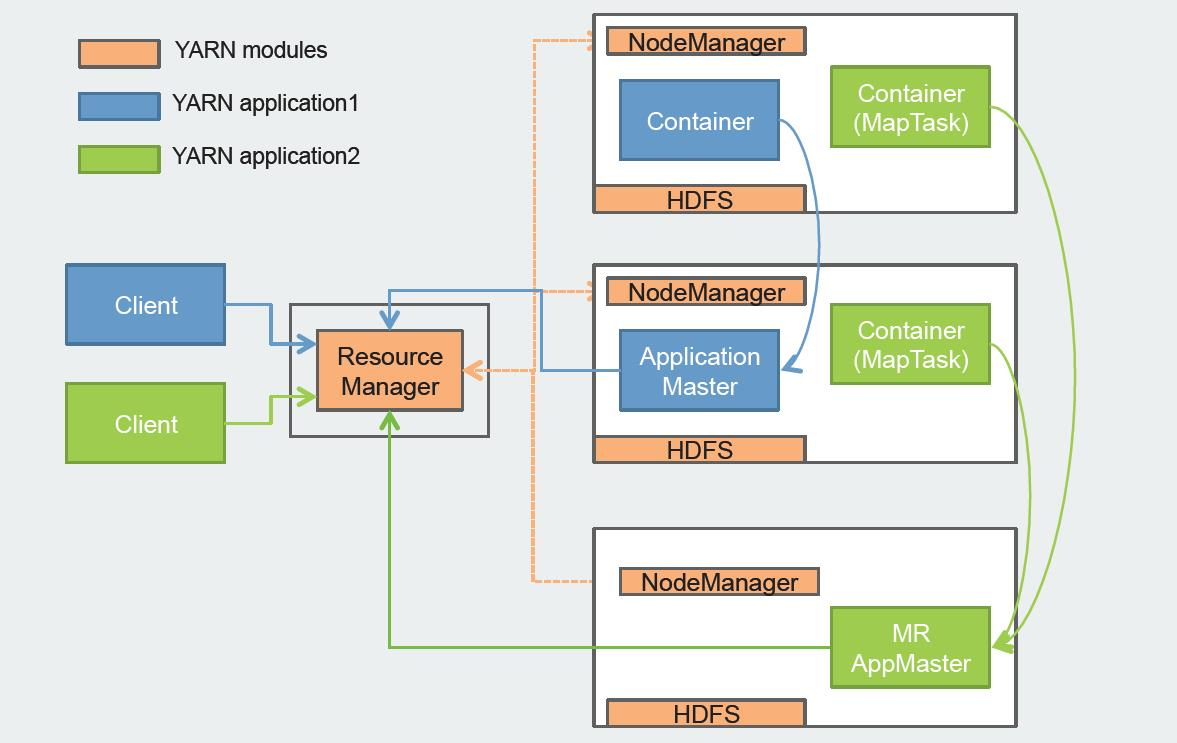 YARN modules
YARN application1
YARN application2
NodeManager
Container
Container
(MapTask)
HDFS
Client
Client
Resource
Manager
NodeManager
Application
Master
Container
(MapTask)
HDFS
NodeManager
MR
AppMaster
HDFS